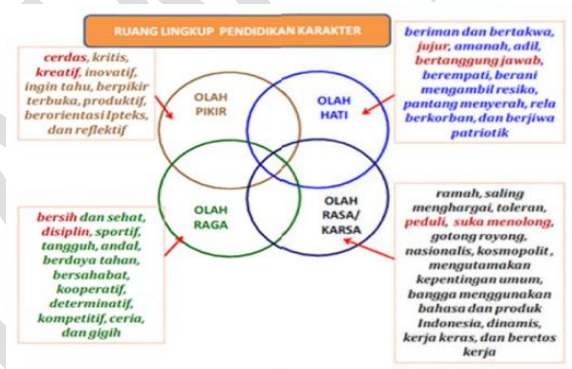 RUANG LINGKUP PENDIDIKAN KARAKTER
cerdas, kritis,
kreatif, inovatif,
ingin tahu, berpikir
terbuka, produktif,
berorientasi Ipteks,
dan reflektif
beriman dan bertakwa,
jujur, amanah, adil,
bertanggung jawab,
berempati, berani
mengambil resiko,
pantang menyerah, rela
berkorban, dan berjiwa
patriotik
OLAH
PIKIR
OLAH
HATI
OLAH
RAGA
OLAH
RASA/
KARSA
bersih dan sehat,
disiplin, sportif,
tangguh, andal,
berdaya tahan,
bersahabat,
kooperatif,
determinatif,
kompetitif, ceria,
dan gigih
ramah, saling
menghargai, toleran,
peduli, suka menolong,
gotong royong,
nasionalis, kosmopolit,
mengutamakan
kepentingan umum,
bangga menggunakan
bahasa dan produk
Indonesia, dinamis,
kerja keras, dan beretos
kerja